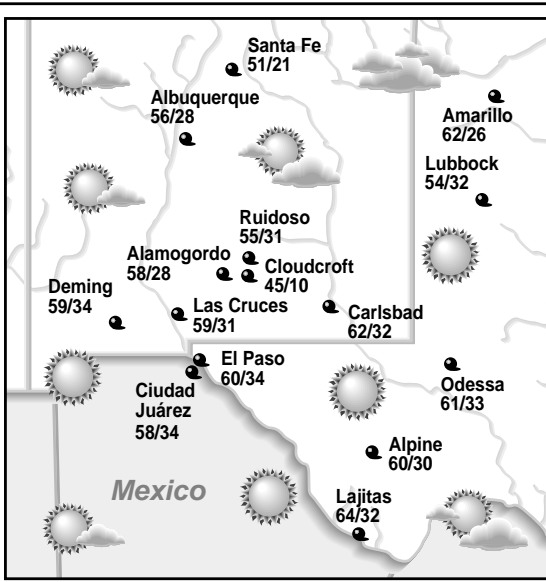 Santa Fe
51/21
Albuquerque
56/28
Amarillo
62/26
Lubbock
54/32
Ruidoso
55/31
Alamogordo
58/28
Cloudcroft
45/10
Deming
59/34
Las Cruces
59/31
Carlsbad
62/32
El Paso
60/34
Ciudad
Juárez
58/34
Odessa
61/33
Alpine
60/30
Mexico
Lajitas
64/32